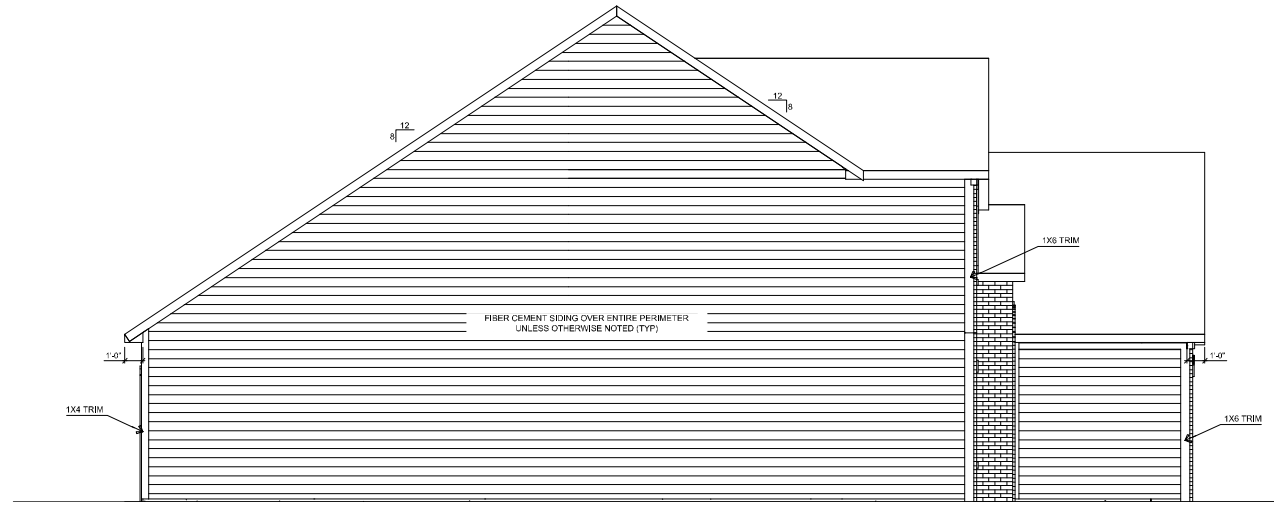 12
8
12
8
1X6 TRIM
FIBER CEMENT SIDING OVER ENTIRE PERIMETER
UNLESS OTHERWISE NOTED (TYP)
1'-0"
1'-0"
1X4 TRIM
1X6 TRIM